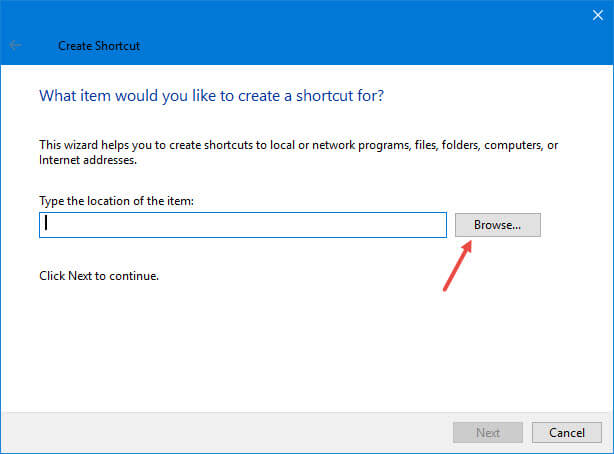 Create Shortcut
What item would you like to create a shortcut for?
This wizard helps you to create shortcuts to local or network programs, files, folders, computers, or
Internet addresses.
Type the location of the item:
Browse...
Click Next to continue.
Next
Cancel